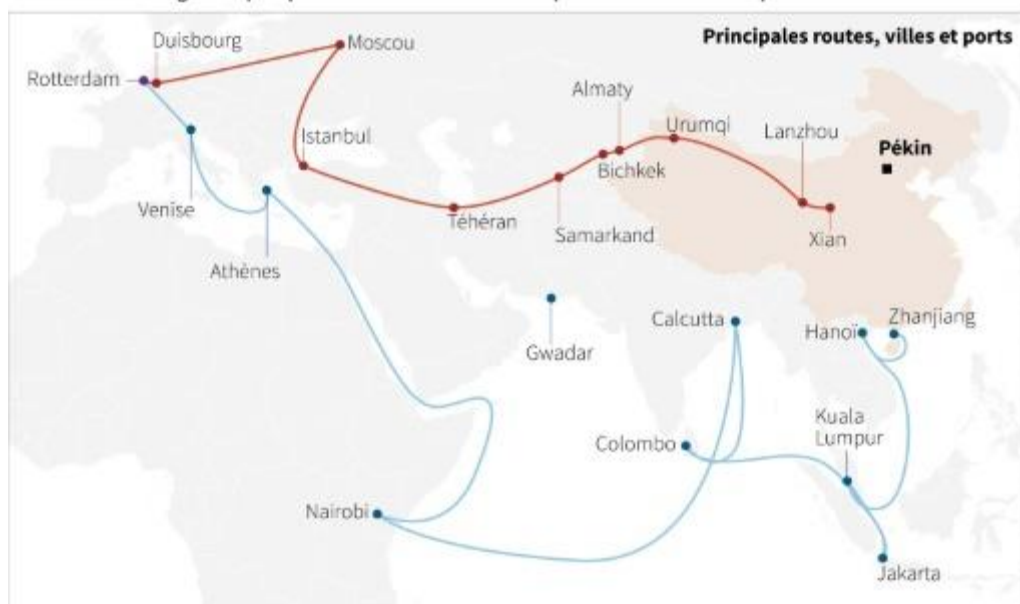 Principales routes, villes et ports
Duisbourg
Moscou
Rotterdam
Almaty
Istanbul
Urumqi
Lanzhou
Pékin
Bichkek
Venise
Téhéran
Samarkand
Xian
Athènes
Calcutta
Hanoï
Zhanjiang
Gwadar
Kuala
Lumpur
Colombo
Nairobi
Jakarta